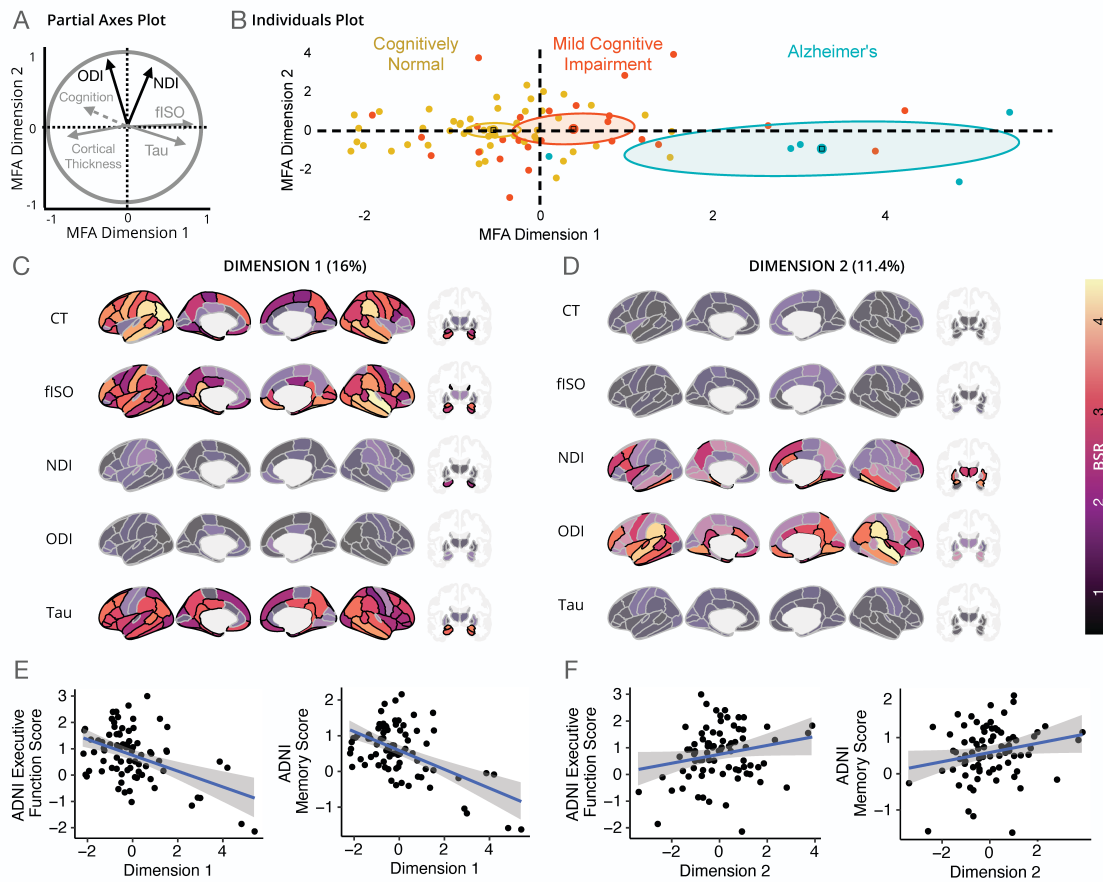 A Partial Axes Plot
B Individuals Plot
1
0
-1
MFA Dimension 2
ODI
NDI
Cognition
fISO
Cortical
Thickness
Tau
-1
0
1
MFA Dimension 1
Cognitively
Normal
Mild Cognitive
Impairment
Alzheimer's
4
2
0
-2
MFA Dimension 2
-2
0
2
4
MFA Dimension 1
C
DIMENSION 1 (16%)
CT
fISO
NDI
ODI
Tau
D
DIMENSION 2 (11.4%)
CT
fISO
NDI
ODI
Tau
4
3
BSR
2
1
E
3
2
1
0
−1
−2
ADNI Executive
Function Score
−2
0
2
4
Dimension 1
2
1
0
−1
ADNI
Memory Score
−2
0
2
4
Dimension 1
F
3
2
1
0
−1
−2
ADNI Executive
Function Score
−2
0
2
4
Dimension 2
2
1
0
−1
ADNI
Memory Score
−2
0
2
Dimension 2